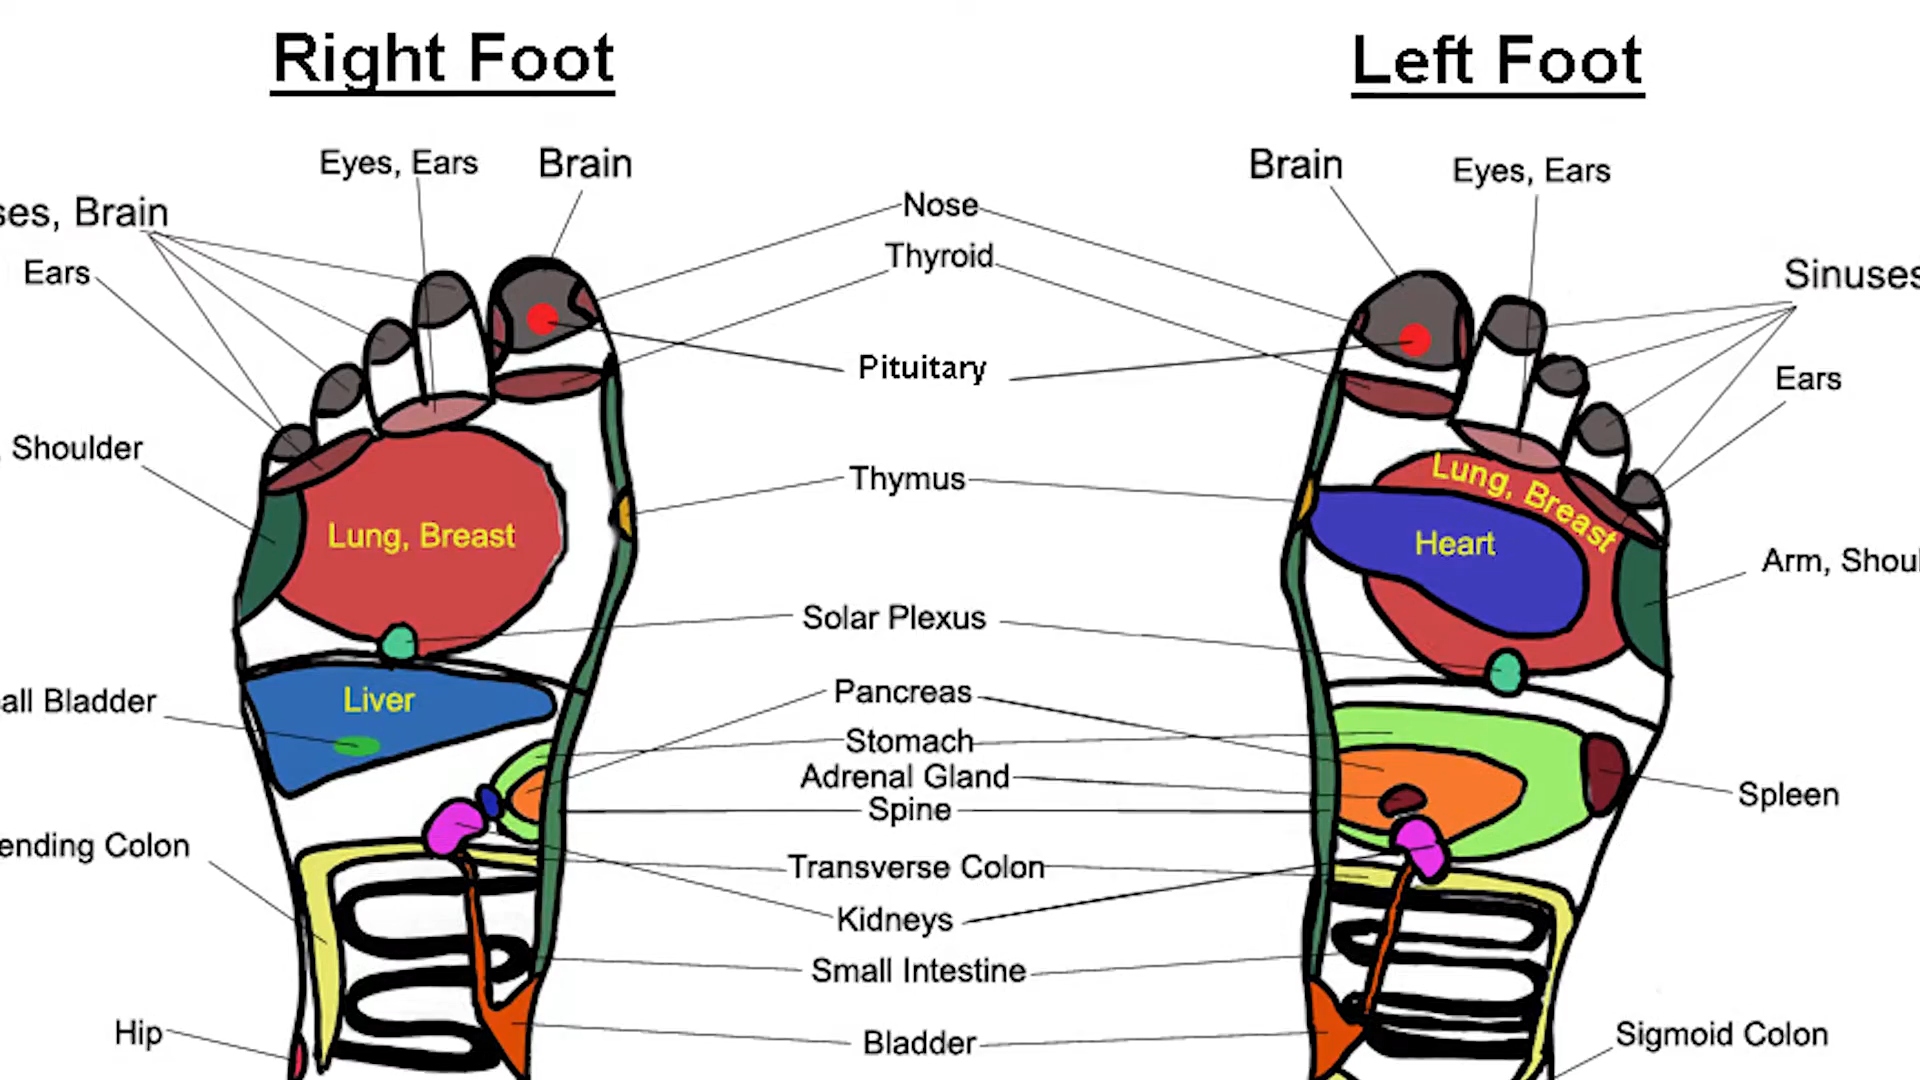 Right Foot
Left Foot
Eyes, Ears
Brain
Brain
Eyes, Ears
Nose
ses, Brain
Thyroid
Ears
Sinuses
Pituitary
Ears
Shoulder
Lung, Breast
Thymus
Lung, Breast
Heart
Arm, Shoul
Solar Plexus
Liver
all Bladder
Pancreas
Stomach
Adrenal Gland
Spine
Spleen
ending Colon
Transverse Colon
Kidneys
Small Intestine
Hip
Bladder
Sigmoid Colon